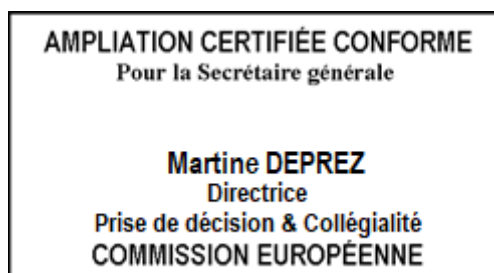 AMPLIATION CERTIFIÉE CONFORME
Pour la Secrétaire générale
Martine DEPREZ
Directrice
Prise de décision & Collégialité
COMMISSION EUROPÉENNE